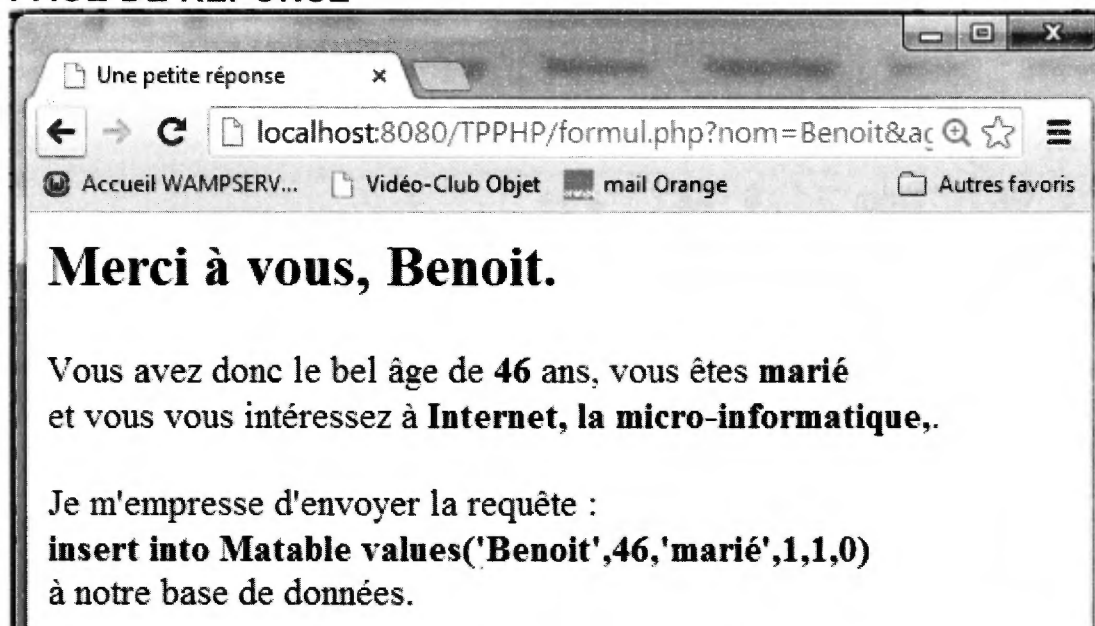 Une petite réponse
localhost:8080/TPPHP/formul.php?nom=Benoit&ag
Accueil WAMPSERV... Vidéo-Club Objet mail Orange Autres favoris
Merci à vous, Benoit.
Vous avez donc le bel âge de 46 ans, vous êtes marié
et vous vous intéressez à Internet, la micro-informatique,.
Je m'empresse d'envoyer la requête :
insert into Matable values('Benoit',46,'marié',1,1,0)
à notre base de données.